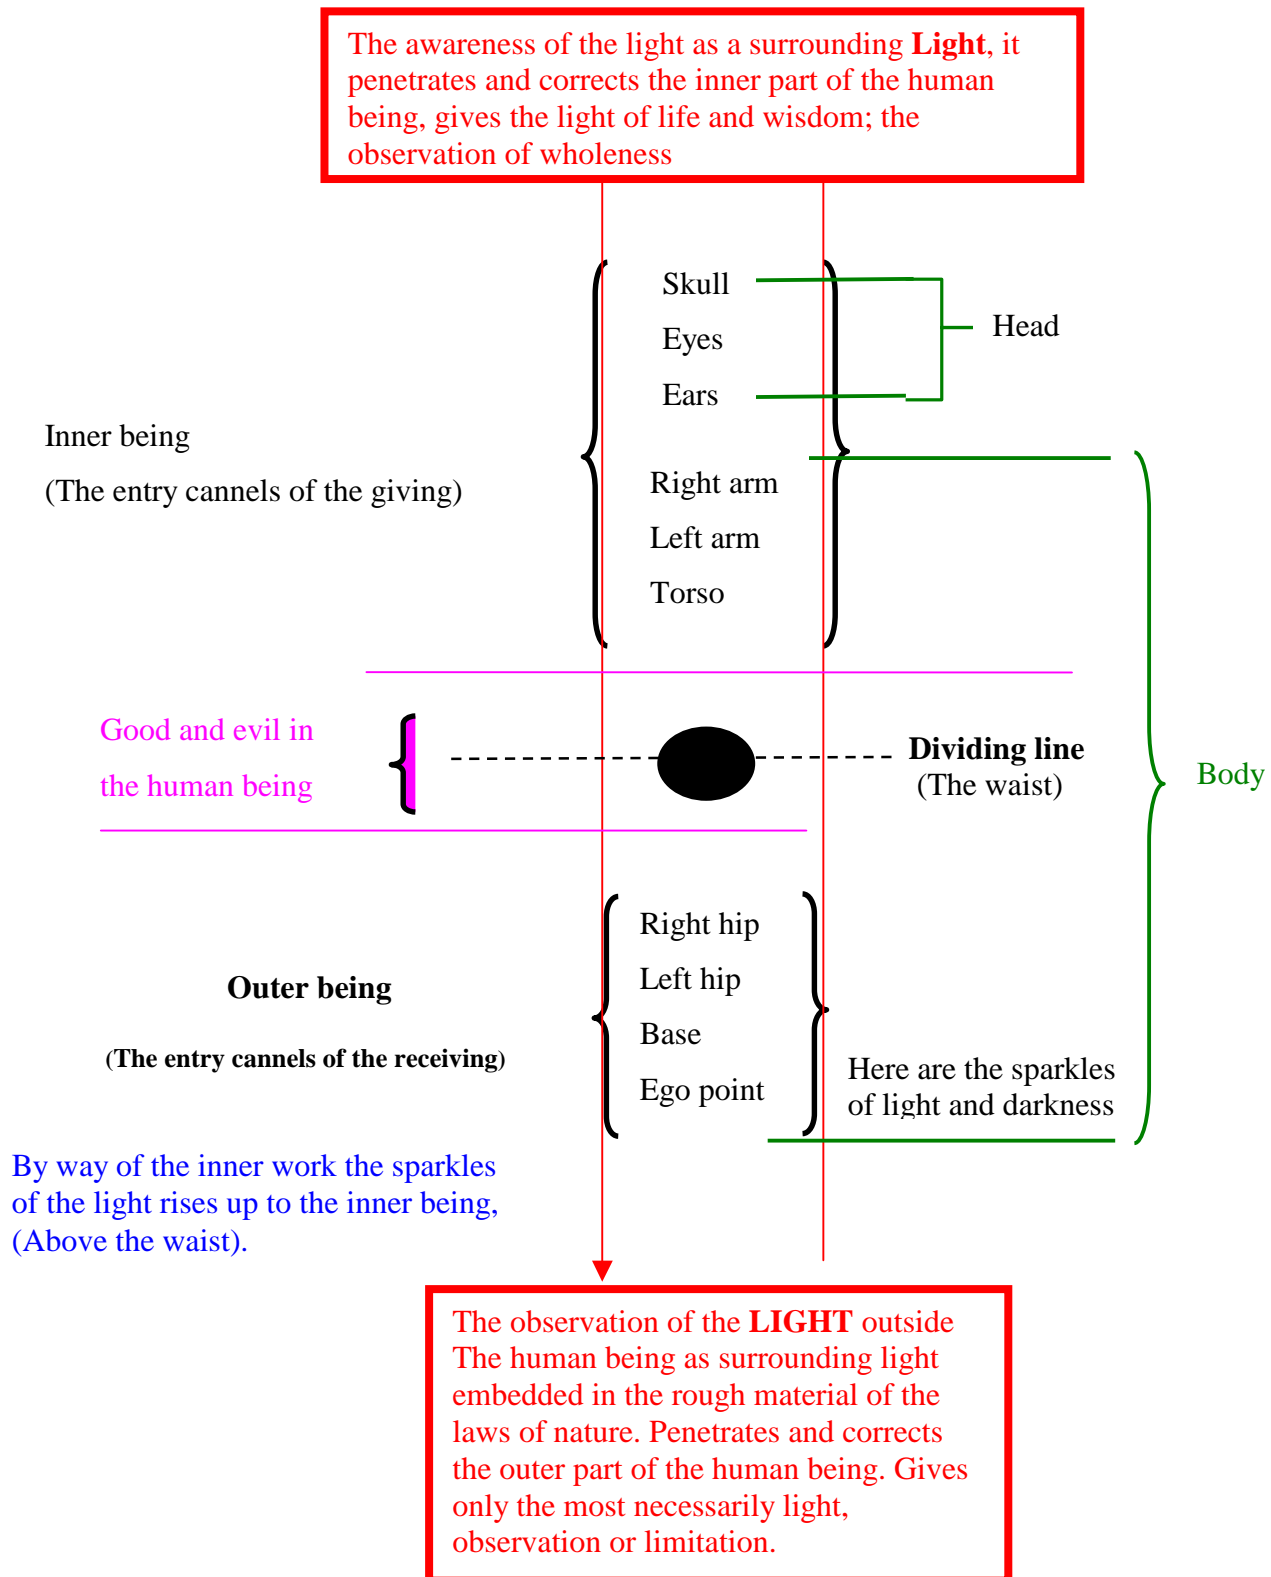 The awareness of the light as a surrounding Light, it
penetrates and corrects the inner part of the human
being, gives the light of life and wisdom; the
observation of wholeness
Skull
Eyes
Ears
Head
Inner being
(The entry cannels of the giving)
Right arm
Left arm
Torso
Good and evil in
the human being
Dividing line
(The waist)
Body
Right hip
Left hip
Base
Ego point
Outer being
(The entry cannels of the receiving)
Here are the sparkles
of light and darkness
By way of the inner work the sparkles
of the light rises up to the inner being,
(Above the waist).
The observation of the LIGHT outside
The human being as surrounding light
embedded in the rough material of the
laws of nature. Penetrates and corrects
the outer part of the human being. Gives
only the most necessarily light,
observation or limitation.